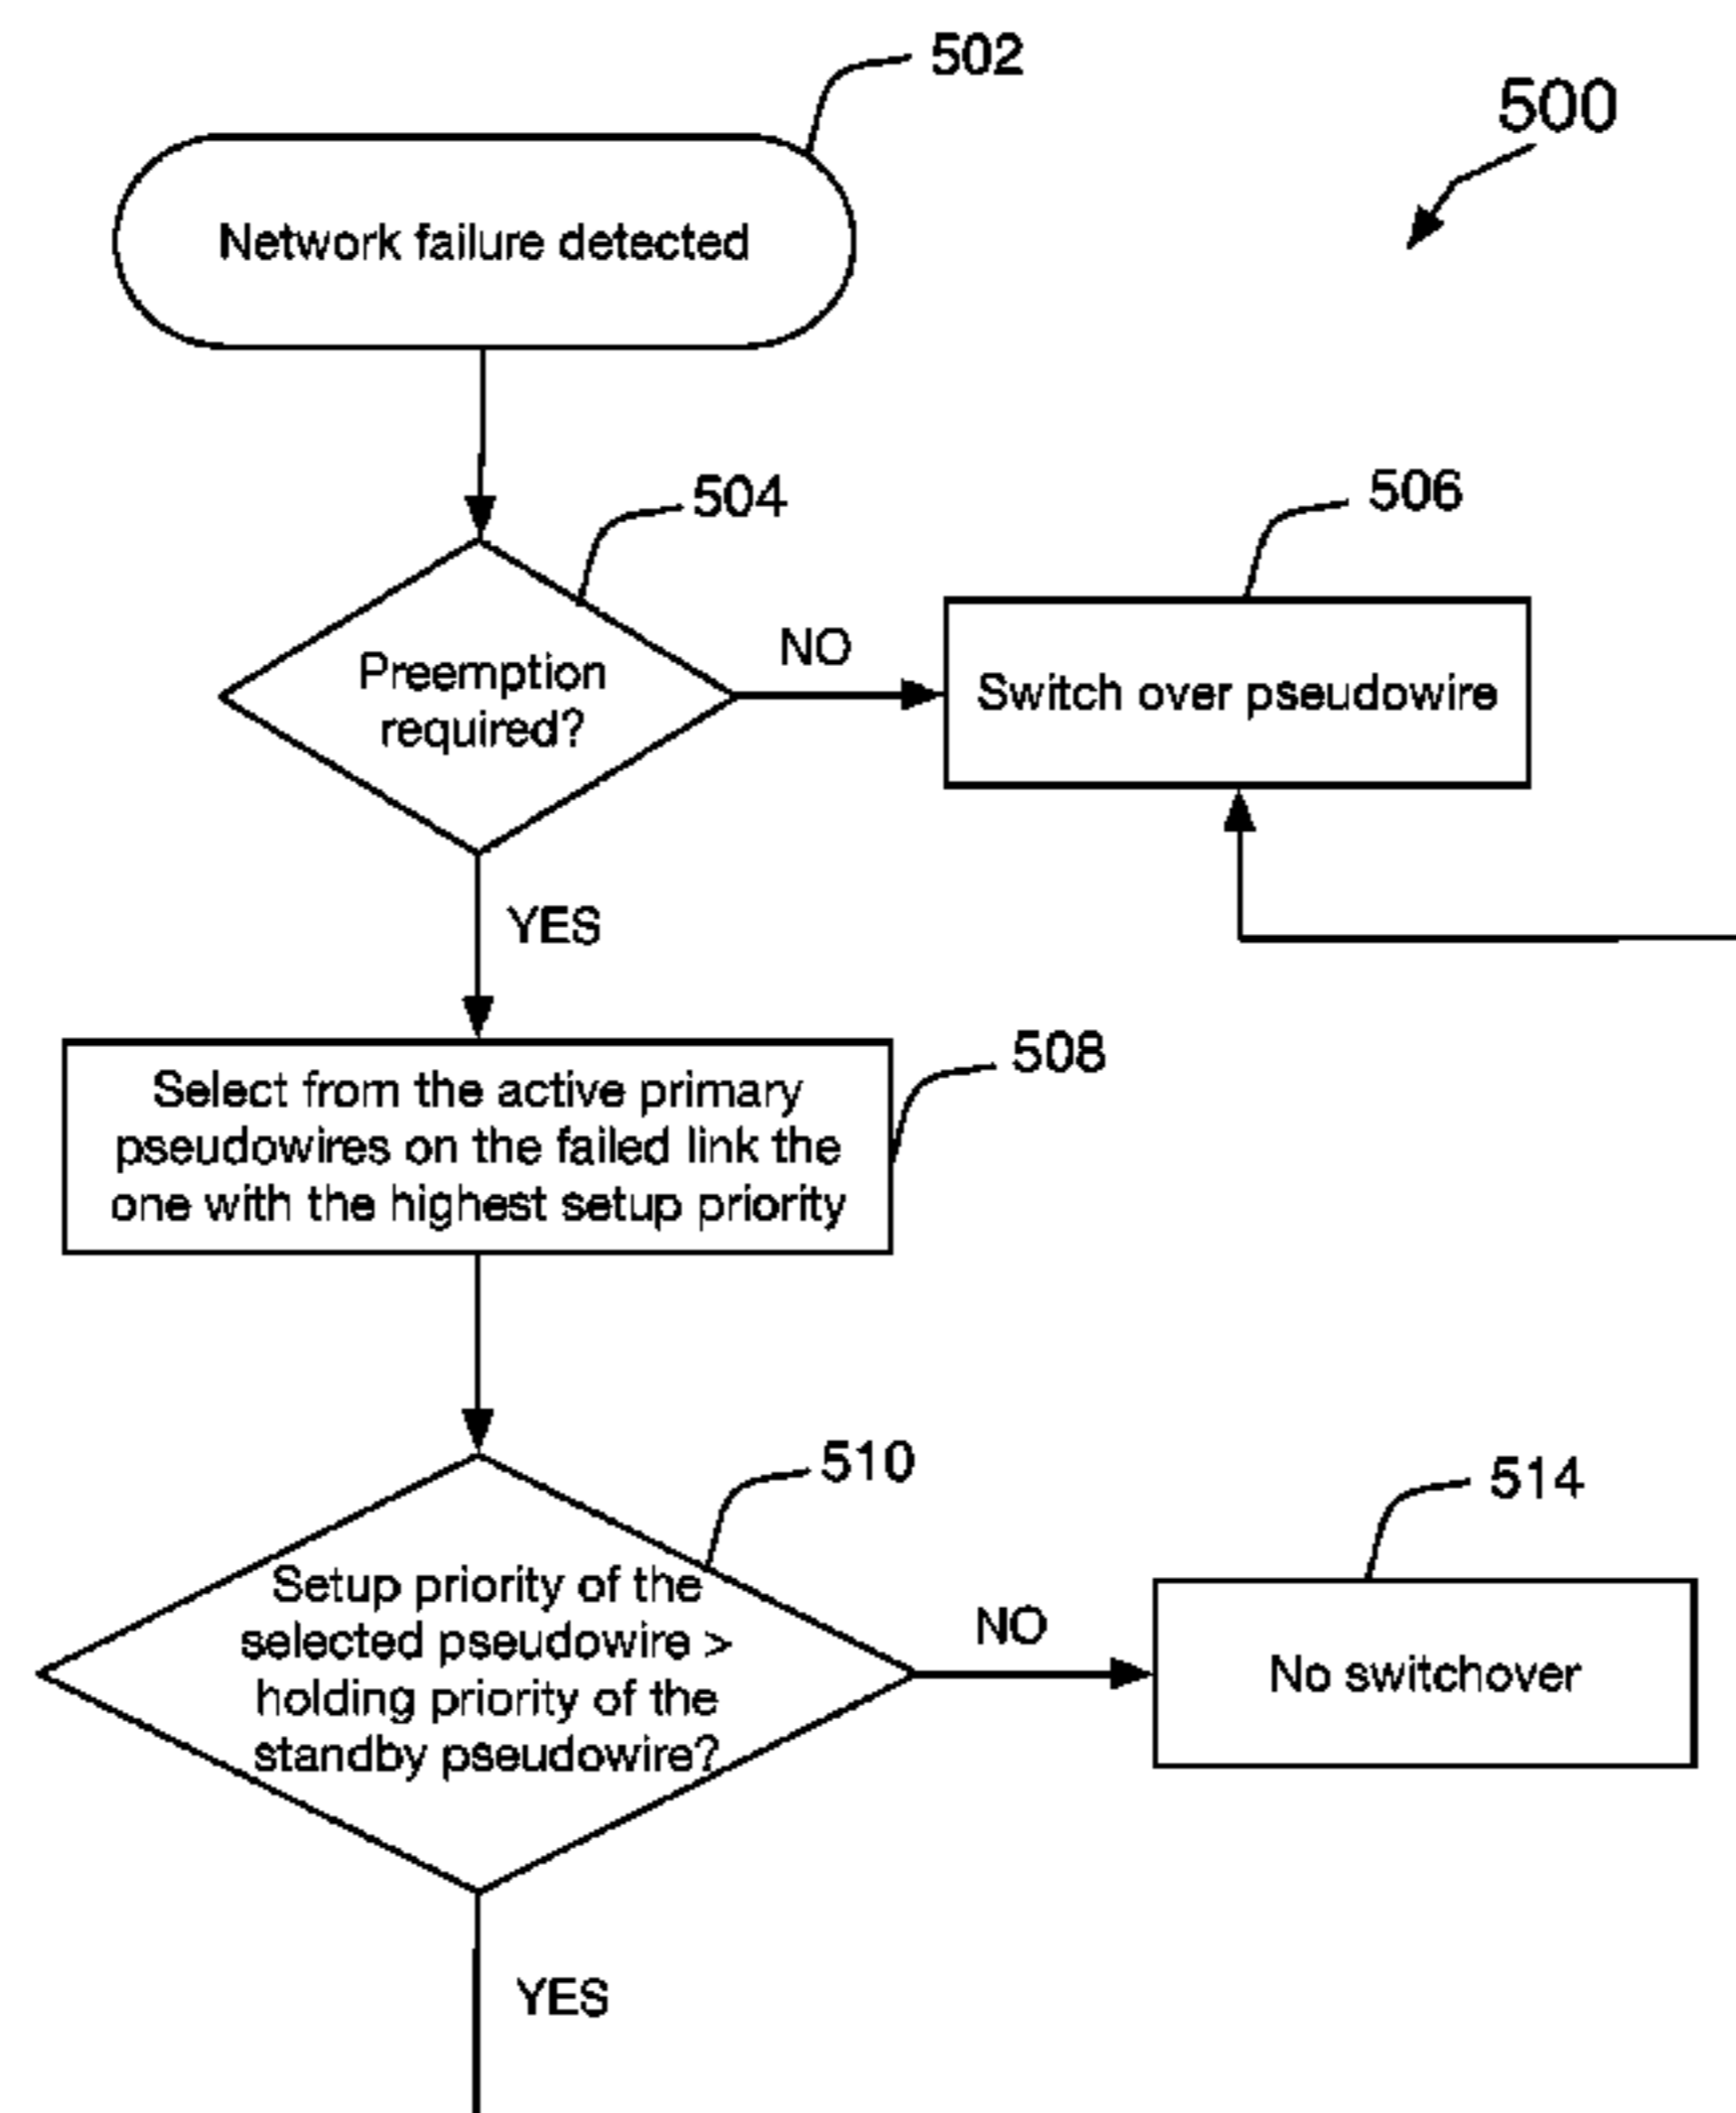 502
500
Network failure detected
504
506
NO
Preemption
required?
Switch over pseudowire
YES
508
Select from the active primary
pseudowires on the failed link the
one with the highest setup priority
510
514
Setup priority of the
selected pseudowire >
holding priority of the
standby pseudowire?
NO
No switchover
YES